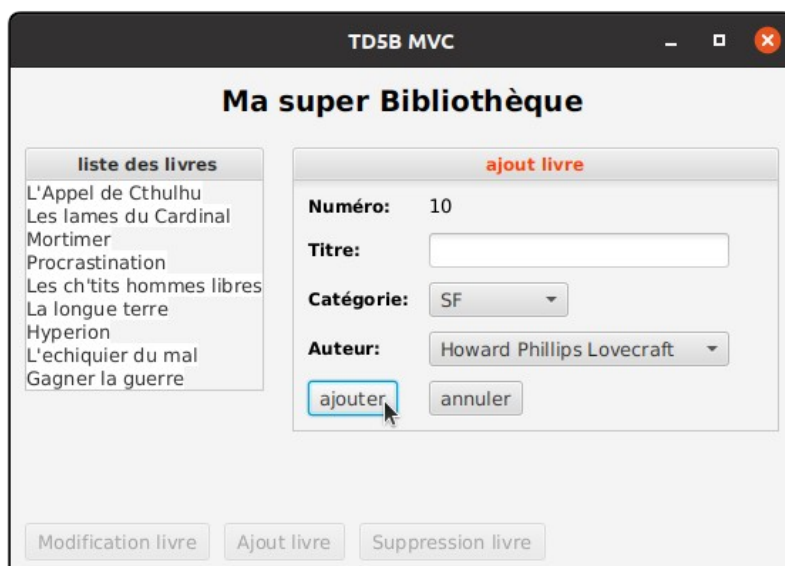 TD5B MVC
Ma super Bibliothèque
liste des livres
L'Appel de Cthulhu
Les lames du Cardinal
Mortimer
Procrastination
Les ch'tits hommes libres
La longue terre
Hyperion
L'echiquier du mal
Gagner la guerre
ajout livre
Numéro: 10
Titre:
Catégorie: SF
Auteur: Howard Phillips Lovecraft
ajouter annuler
Modification livre Ajout livre Suppression livre